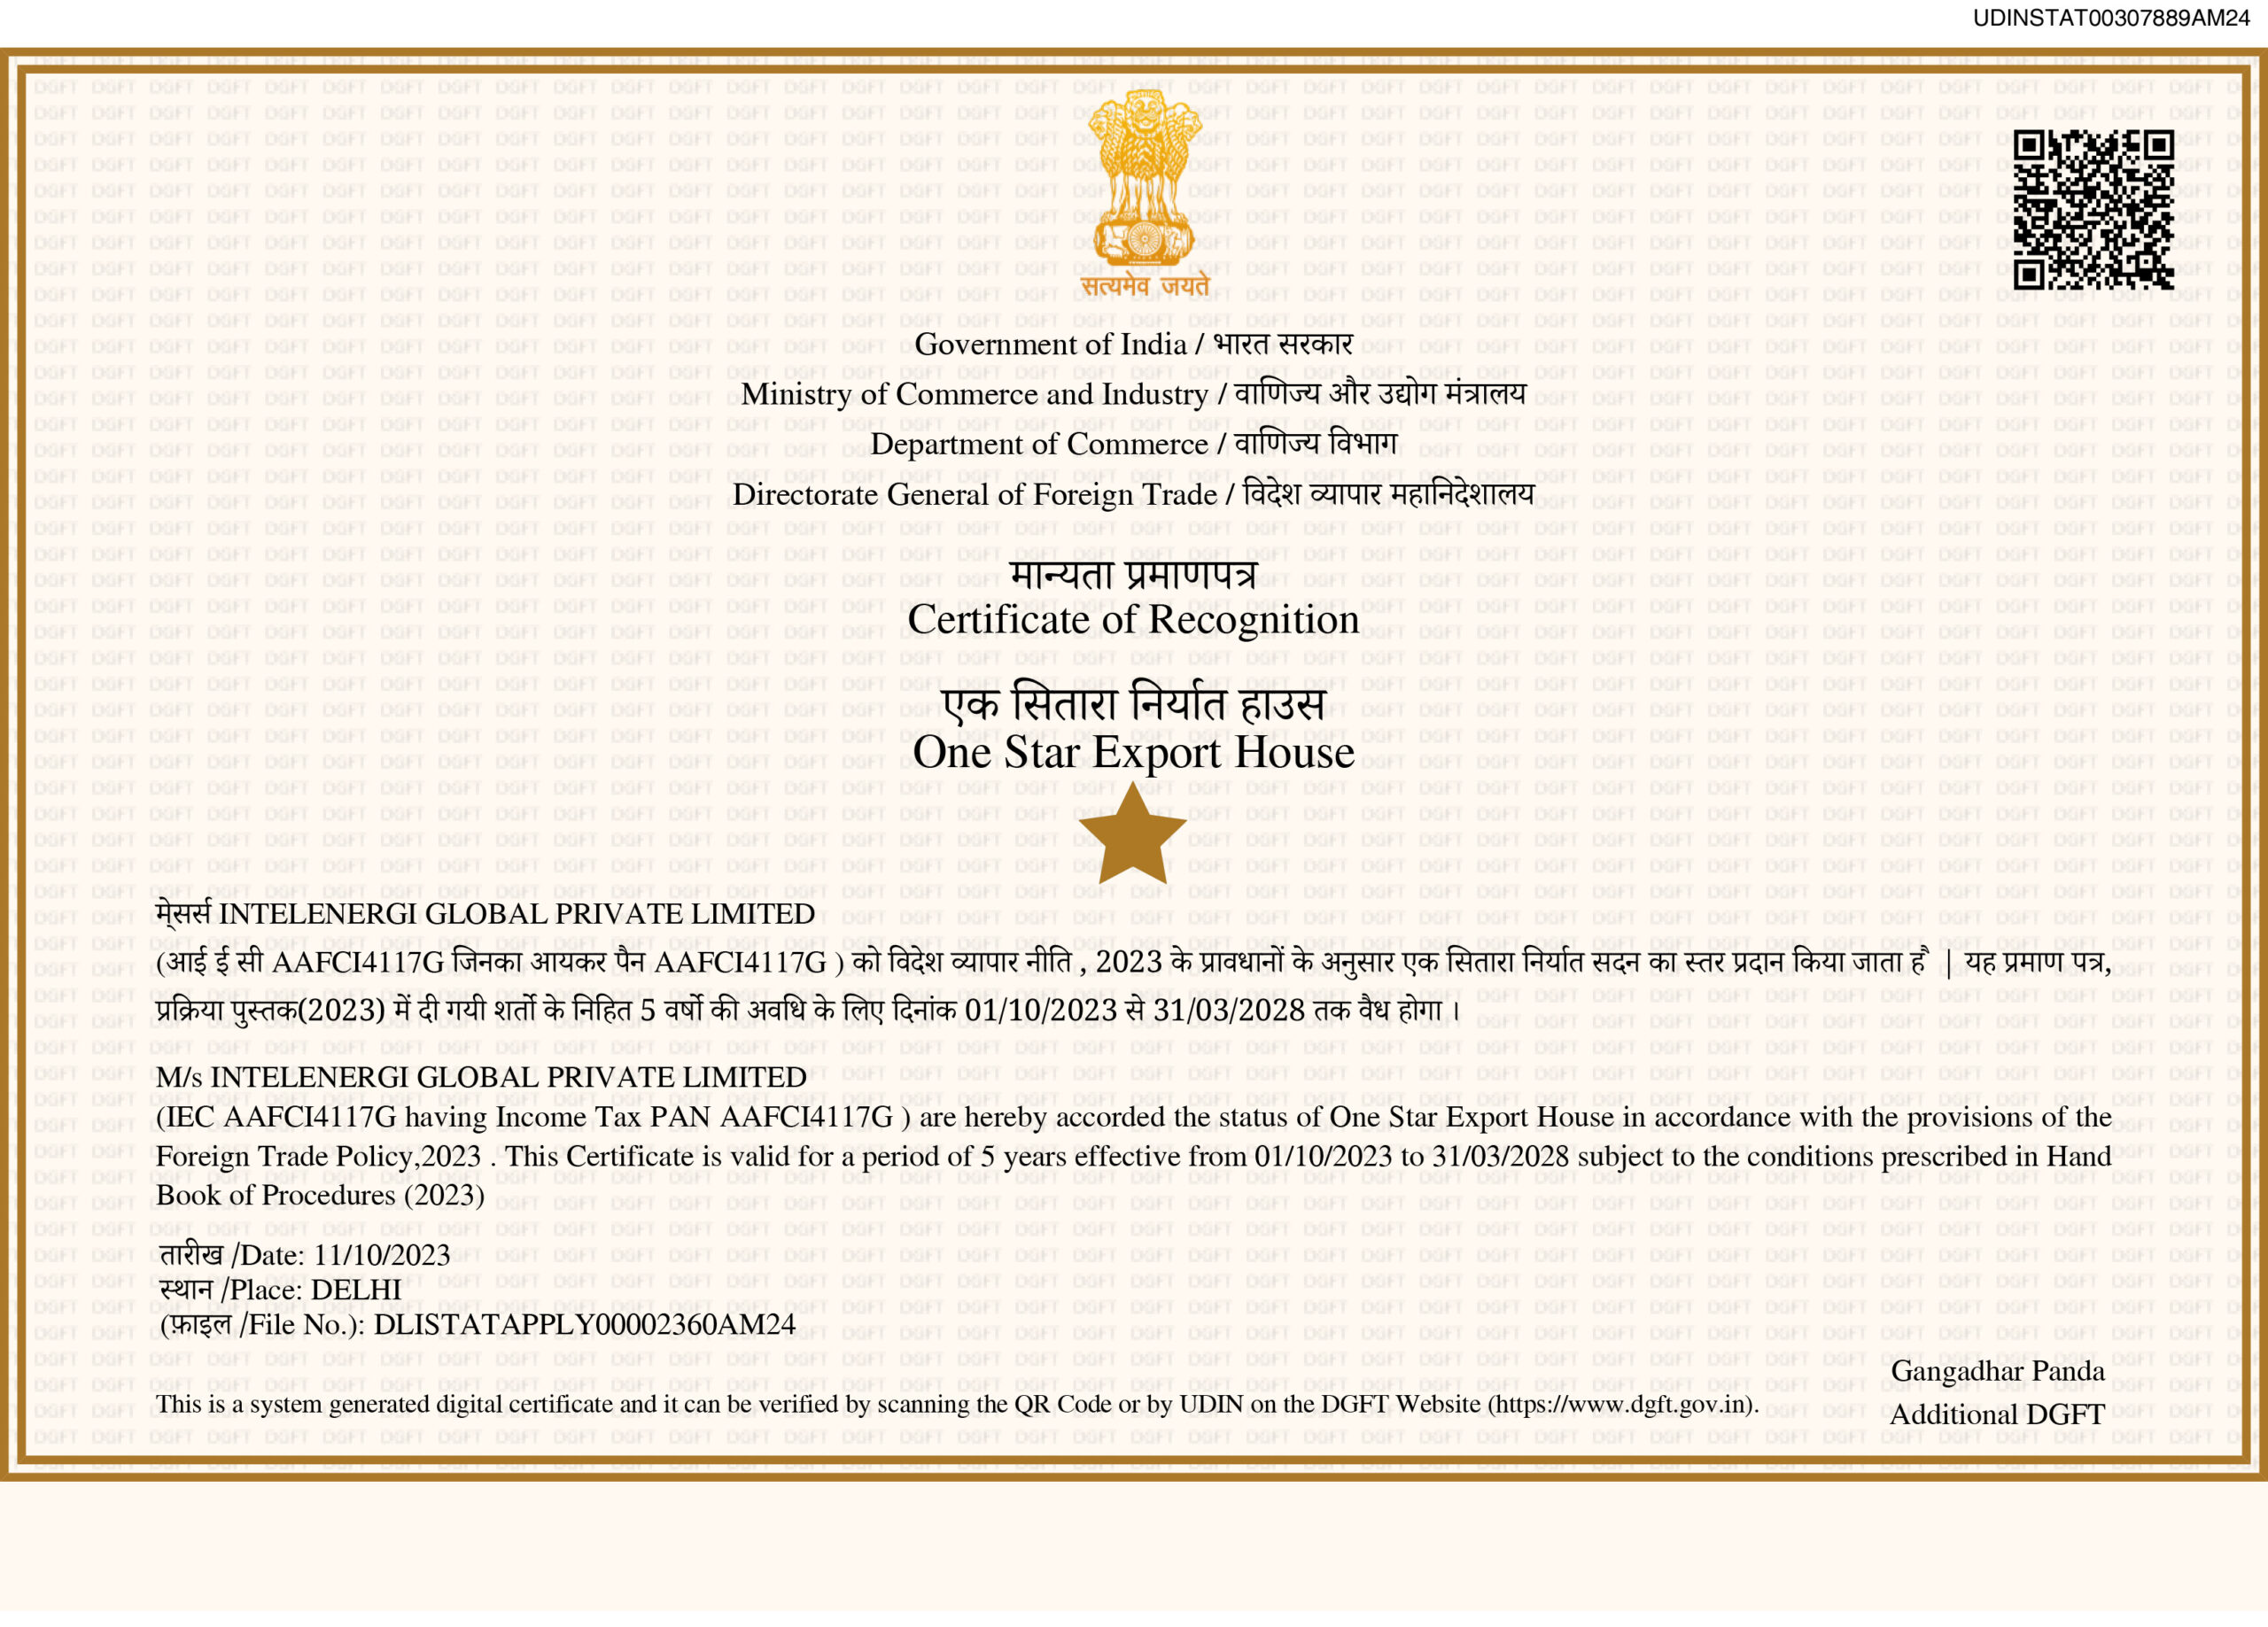 UDINSTAT00307889AM24
सत्यमेव जयते
Government of India / भारत सरकार
Ministry of Commerce and Industry / वाणिज्य और उद्योग मंत्रालय
Department of Commerce / वाणिज्य विभाग
Directorate General of Foreign Trade / विदेश व्यापार महानिदेशालय
मान्यता प्रमाणपत्र
Certificate of Recognition
एक सितारा निर्यात हाउस
One Star Export House
मे्सर्स INTELENERGI GLOBAL PRIVATE LIMITED
(आई ई सी AAFCI4117G जिनका आयकर पैन AAFCI4117G ) को विदेश व्यापार नीति , 2023 के प्रावधानों के अनुसार एक सितारा निर्यात सदन का स्तर प्रदान किया जाता है | यह प्रमाण पत्र,
प्रक्रिया पुस्तक(2023) में दी गयी शर्तो के निहित 5 वर्षो की अवधि के लिए दिनांक 01/10/2023 से 31/03/2028 तक वैध होगा ।
M/s INTELENERGI GLOBAL PRIVATE LIMITED
(IEC AAFCI4117G having Income Tax PAN AAFCI4117G ) are hereby accorded the status of One Star Export House in accordance with the provisions of the
Foreign Trade Policy,2023 . This Certificate is valid for a period of 5 years effective from 01/10/2023 to 31/03/2028 subject to the conditions prescribed in Hand
Book of Procedures (2023)
तारीख /Date: 11/10/2023
स्थान /Place: DELHI
(फ़ाइल /File No.): DLISTATAPPLY00002360AM24
Gangadhar Panda
This is a system generated digital certificate and it can be verified by scanning the QR Code or by UDIN on the DGFT Website (https://www.dgft.gov.in).
Additional DGFT